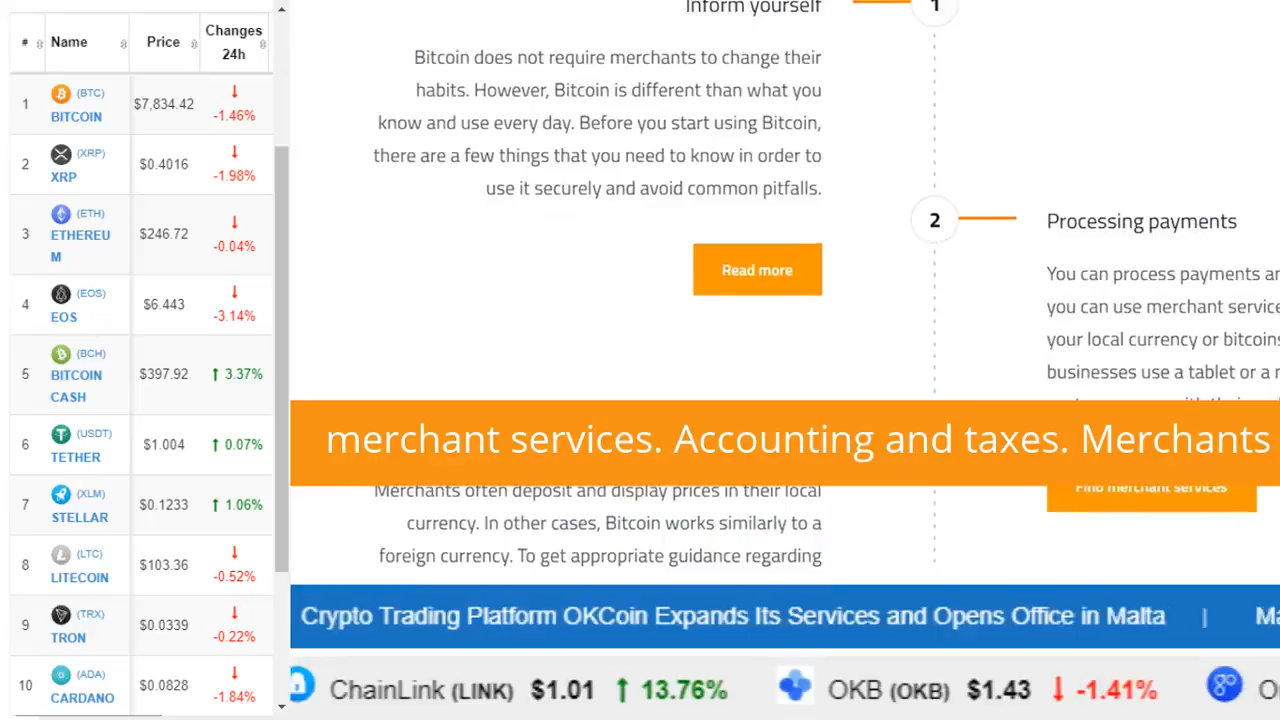 # Name Price Changes 24h
1 (BTC) BITCOIN $7,834.42 ↓ -1.46%
2 (XRP) XRP $0.4016 ↓ -1.98%
3 (ETH) ETHEREUM $246.72 ↓ -0.04%
4 (EOS) EOS $6.443 ↓ -3.14%
5 (BCH) BITCOIN CASH $397.92 ↑ 3.37%
6 (USDT) TETHER $1.004 ↑ 0.07%
7 (XLM) STELLAR $0.1233 ↑ 1.06%
8 (LTC) LITECOIN $103.36 ↓ -0.52%
9 (TRX) TRON $0.0339 ↓ -0.22%
10 (ADA) CARDANO $0.0828 ↓ -1.84%
Inform yourself
1
Bitcoin does not require merchants to change their
habits. However, Bitcoin is different than what you
know and use every day. Before you start using Bitcoin,
there are a few things that you need to know in order to
use it securely and avoid common pitfalls.
Read more
2
Processing payments
You can process payments
you can use merchant
your local currency or bitcoins
businesses use a tablet or a
merchant services. Accounting and taxes. Merchants
Find merchant services
Merchants often deposit and display prices in their local
currency. In other cases, Bitcoin works similarly to a
foreign currency. To get appropriate guidance regarding
Crypto Trading Platform OKCoin Expands Its Services and Opens Office in Malta |
ChainLink (LINK) $1.01 ↑ 13.76% OKB (OKB) $1.43 ↓ -1.41%